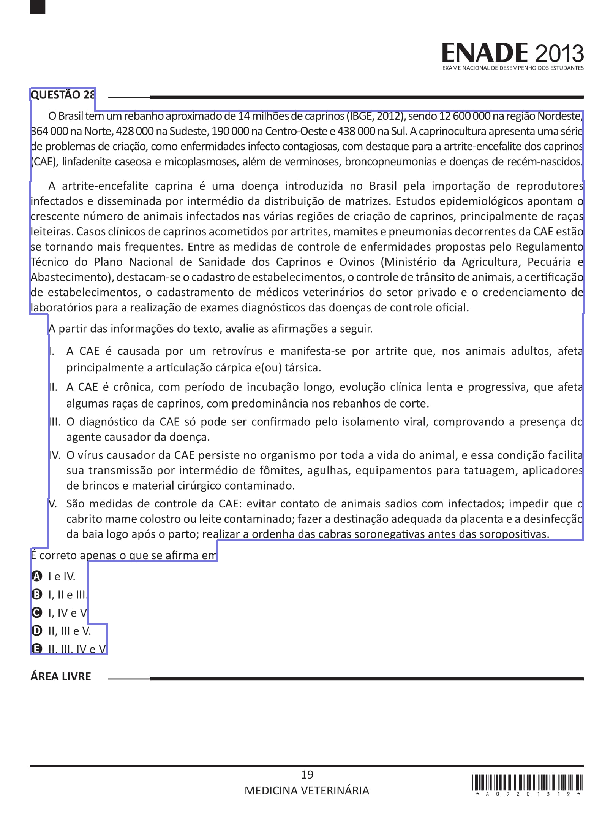 ENADE 2013
EXAME NACIONAL DE DESEMPENHO DOS ESTUDANTES
QUESTÃO 28
O Brasil tem um rebanho aproximado de 14 milhões de caprinos (IBGE, 2012), sendo 12 600 000 na região Nordeste,
364 000 na Norte, 428 000 na Sudeste, 190 000 na Centro-Oeste e 438 000 na Sul. A caprinocultura apresenta uma série
de problemas de criação, como enfermidades infecto contagiosas, com destaque para a artrite-encefalite dos caprinos
(CAE), linfadenite caseosa e micoplasmoses, além de verminoses, broncopneumonias e doenças de recém-nascidos.
A artrite-encefalite caprina é uma doença introduzida no Brasil pela importação de reprodutores
infectados e disseminada por intermédio da distribuição de matrizes. Estudos epidemiológicos apontam o
crescente número de animais infectados nas várias regiões de criação de caprinos, principalmente de raças
leiteiras. Casos clínicos de caprinos acometidos por artrites, mamites e pneumonias decorrentes da CAE estão
se tornando mais frequentes. Entre as medidas de controle de enfermidades propostas pelo Regulamento
Técnico do Plano Nacional de Sanidade dos Caprinos e Ovinos (Ministério da Agricultura, Pecuária e
Abastecimento), destacam-se o cadastro de estabelecimentos, o controle de trânsito de animais, a certificação
de estabelecimentos, o cadastramento de médicos veterinários do setor privado e o credenciamento de
laboratórios para a realização de exames diagnósticos das doenças de controle oficial.
A partir das informações do texto, avalie as afirmações a seguir.
I. A CAE é causada por um retrovírus e manifesta-se por artrite que, nos animais adultos, afeta
principalmente a articulação cárpica e(ou) társica.
II. A CAE é crônica, com período de incubação longo, evolução clínica lenta e progressiva, que afeta
algumas raças de caprinos, com predominância nos rebanhos de corte.
III. O diagnóstico da CAE só pode ser confirmado pelo isolamento viral, comprovando a presença do
agente causador da doença.
IV. O vírus causador da CAE persiste no organismo por toda a vida do animal, e essa condição facilita
sua transmissão por intermédio de fômites, agulhas, equipamentos para tatuagem, aplicadores
de brincos e material cirúrgico contaminado.
V. São medidas de controle da CAE: evitar contato de animais sadios com infectados; impedir que o
cabrito mame colostro ou leite contaminado; fazer a destinação adequada da placenta e a desinfecção
da baia logo após o parto; realizar a ordenha das cabras soronegativas antes das soropositivas.
É correto apenas o que se afirma em
A I e IV.
B I, II e III.
C I, IV e V.
D II, III e V.
E II, III, IV e V.
ÁREA LIVRE
19
MEDICINA VETERINÁRIA